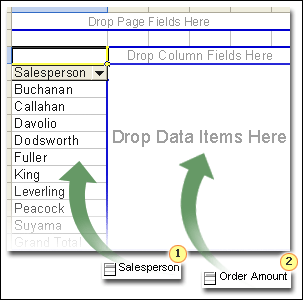 Drop Page Fields Here
Drop Column Fields Here
Salesperson
Buchanan
Callahan
Davolio
Dodsworth
Fuller
King
Leverling
Peacock
Suyama
Grand Total
Drop Data Items Here
1
Salesperson
2
Order Amount